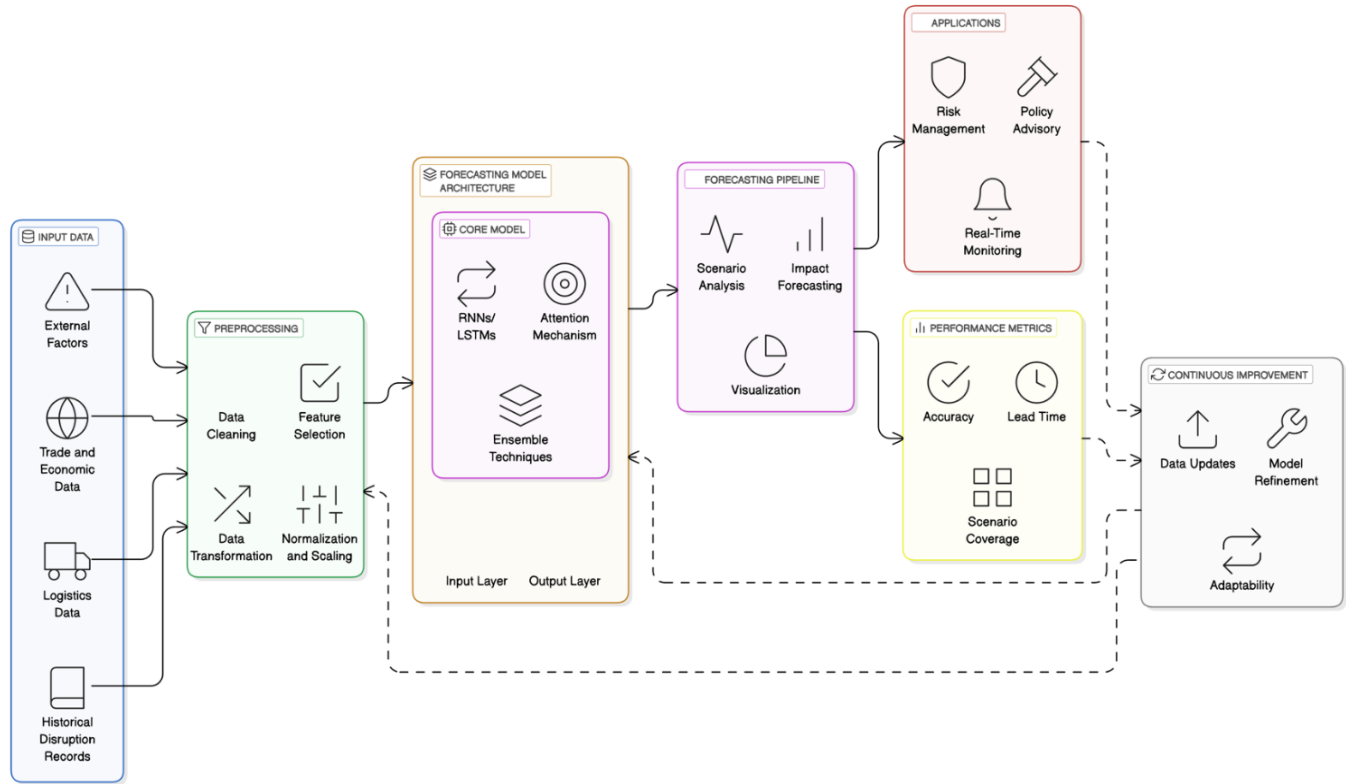 INPUT DATA
External
Factors
Trade and
Economic
Data
Logistics
Data
Historical
Disruption
Records
PREPROCESSING
Data
Cleaning
Feature
Selection
Data
Transformation
Normalization
and Scaling
FORECASTING MODEL
ARCHITECTURE
CORE MODEL
RNNs/
LSTMs
Attention
Mechanism
Ensemble
Techniques
Input Layer
Output Layer
FORECASTING PIPELINE
Scenario
Analysis
Impact
Forecasting
Visualization
APPLICATIONS
Risk
Management
Policy
Advisory
Real-Time
Monitoring
PERFORMANCE METRICS
Accuracy
Lead Time
Scenario
Coverage
CONTINUOUS IMPROVEMENT
Data Updates
Model
Refinement
Adaptability